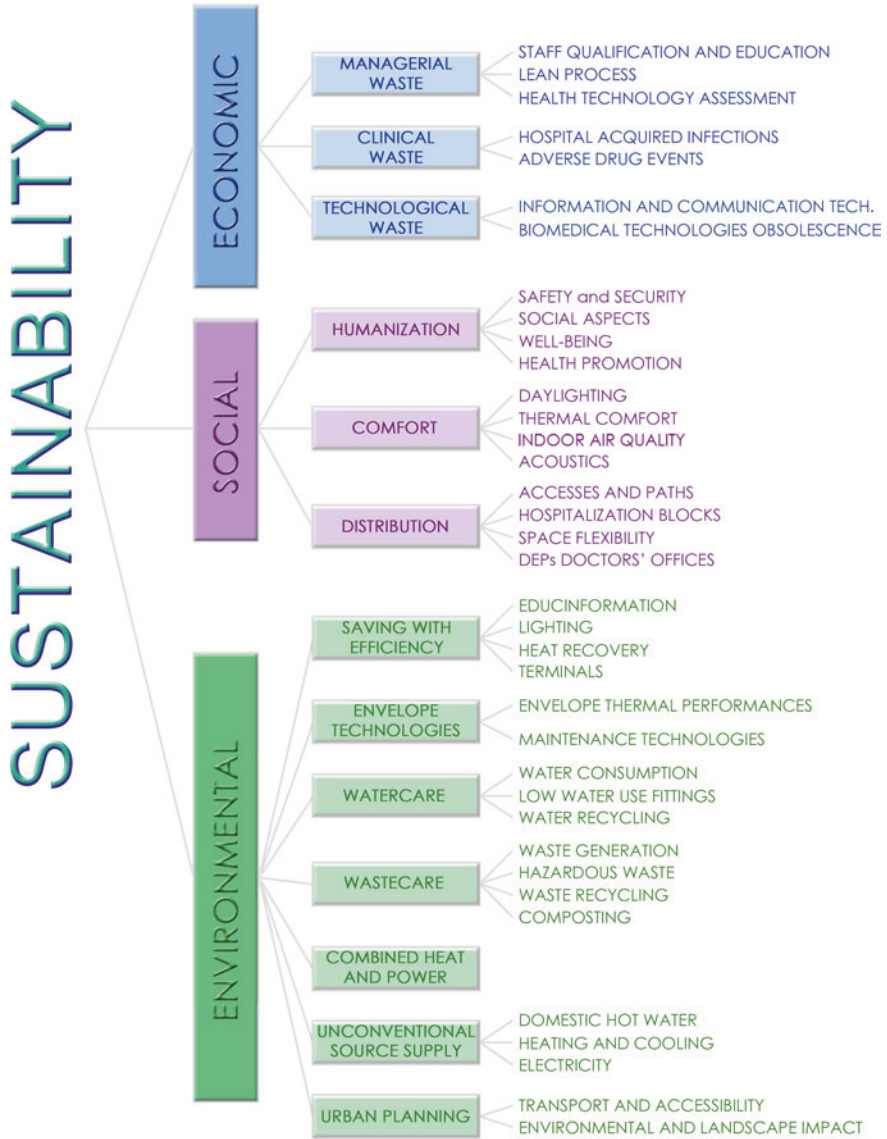 SUSTAINABILITY
ECONOMIC
MANAGERIAL
WASTE
STAFF QUALIFICATION AND EDUCATION
LEAN PROCESS
HEALTH TECHNOLOGY ASSESSMENT
CLINICAL
WASTE
HOSPITAL ACQUIRED INFECTIONS
ADVERSE DRUG EVENTS
TECHNOLOGICAL
WASTE
INFORMATION AND COMMUNICATION TECH.
BIOMEDICAL TECHNOLOGIES OBSOLESCENCE
SOCIAL
HUMANIZATION
SAFETY and SECURITY
SOCIAL ASPECTS
WELL-BEING
HEALTH PROMOTION
COMFORT
DAYLIGHTING
THERMAL COMFORT
INDOOR AIR QUALITY
ACOUSTICS
DISTRIBUTION
ACCESSES AND PATHS
HOSPITALIZATION BLOCKS
SPACE FLEXIBILITY
DEPs DOCTORS' OFFICES
ENVIRONMENTAL
SAVING WITH
EFFICIENCY
EDUCINFORMATION
LIGHTING
HEAT RECOVERY
TERMINALS
ENVELOPE
TECHNOLOGIES
ENVELOPE THERMAL PERFORMANCES
MAINTENANCE TECHNOLOGIES
WATERCARE
WATER CONSUMPTION
LOW WATER USE FITTINGS
WATER RECYCLING
WASTECARE
WASTE GENERATION
HAZARDOUS WASTE
WASTE RECYCLING
COMPOSTING
COMBINED HEAT
AND POWER
UNCONVENTIONAL
SOURCE SUPPLY
DOMESTIC HOT WATER
HEATING AND COOLING
ELECTRICITY
URBAN PLANNING
TRANSPORT AND ACCESSIBILITY
ENVIRONMENTAL AND LANDSCAPE IMPACT